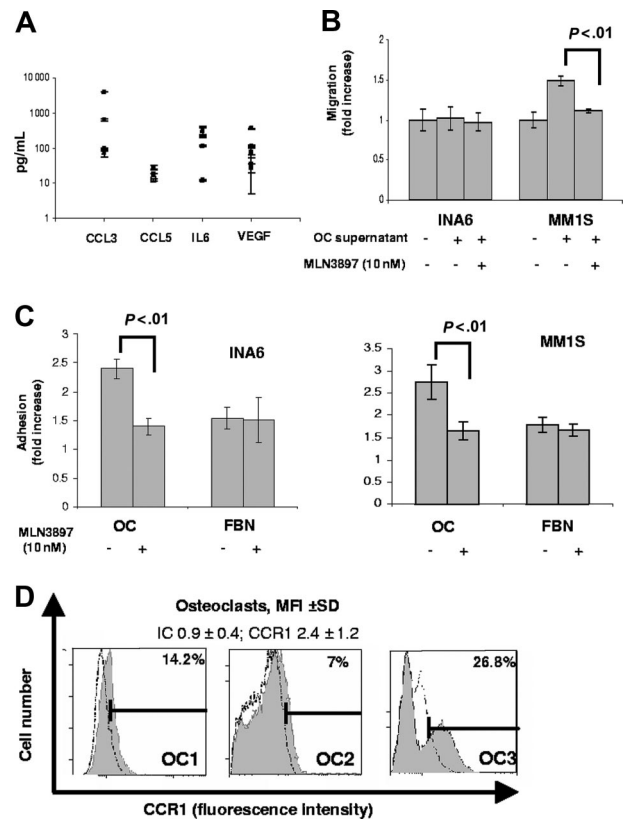 A
10 000
1000
100
10
1
pg/mL
CCL3 CCL5 IL6 VEGF
B
P<.01
2
1.5
1
0.5
0
Migration
(fold increase)
INA6 MM1S
OC supernatant - + + - + +
MLN3897 (10 nM) - - + - - +
C
P<.01
INA6
3
2.5
2
1.5
1
0.5
0
Adhesion
(fold increase)
OC FBN
MLN3897
(10 nM) - + - +
P<.01
MM1S
3.5
3
2.5
2
1.5
1
0.5
0
OC FBN
- + - +
D
Osteoclasts, MFI ±SD
IC 0.9 ± 0.4; CCR1 2.4 ± 1.2
14.2% 7% 26.8%
Cell number
OC1 OC2 OC3
CCR1 (fluorescence intensity)